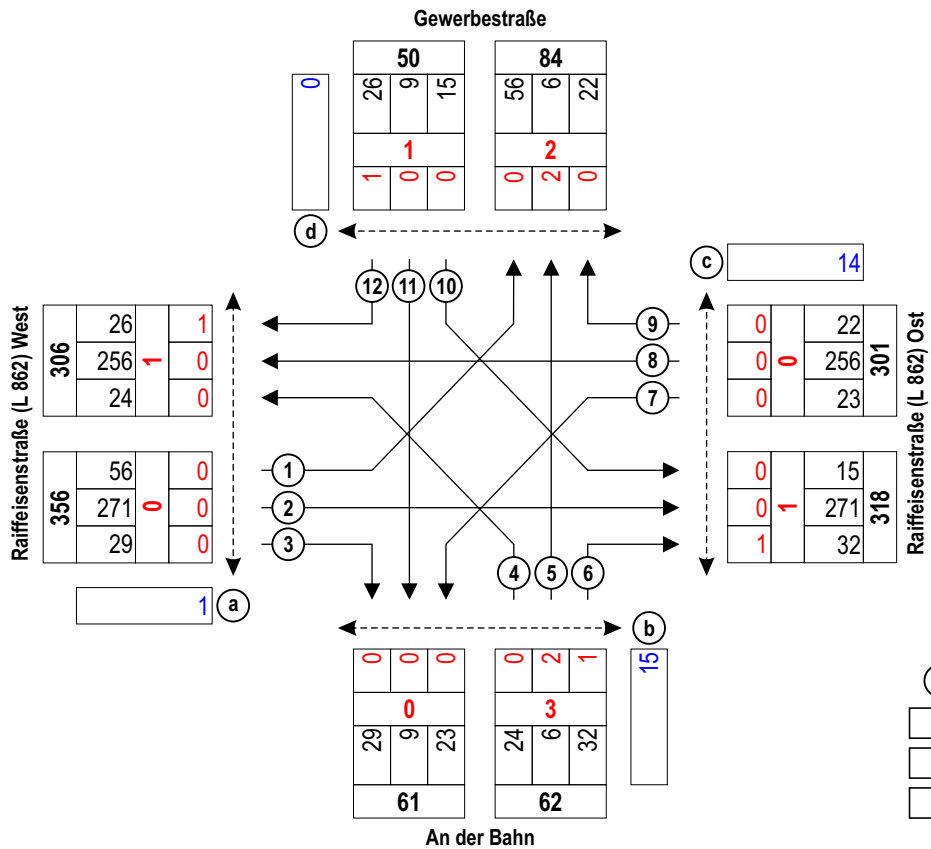 Gewerbestraße
50 84
0 26 9 15 56 6 22
1 2
1 0 0 0 2 0
d
c 14
12 11 10
Raiffeisenstraße (L 862) West
306 26 256 24 1 1 0 0
9 8 7
0 0 0 0 22 256 23 301
Raiffeisenstraße (L 862) Ost
356 56 271 29 0 0 0 0
1 2 3
4 5 6
0 0 1 1 15 271 32 318
1 a
b 15
0 0 0 0 2 1
0 3
29 9 23 24 6 32
61 62
An der Bahn